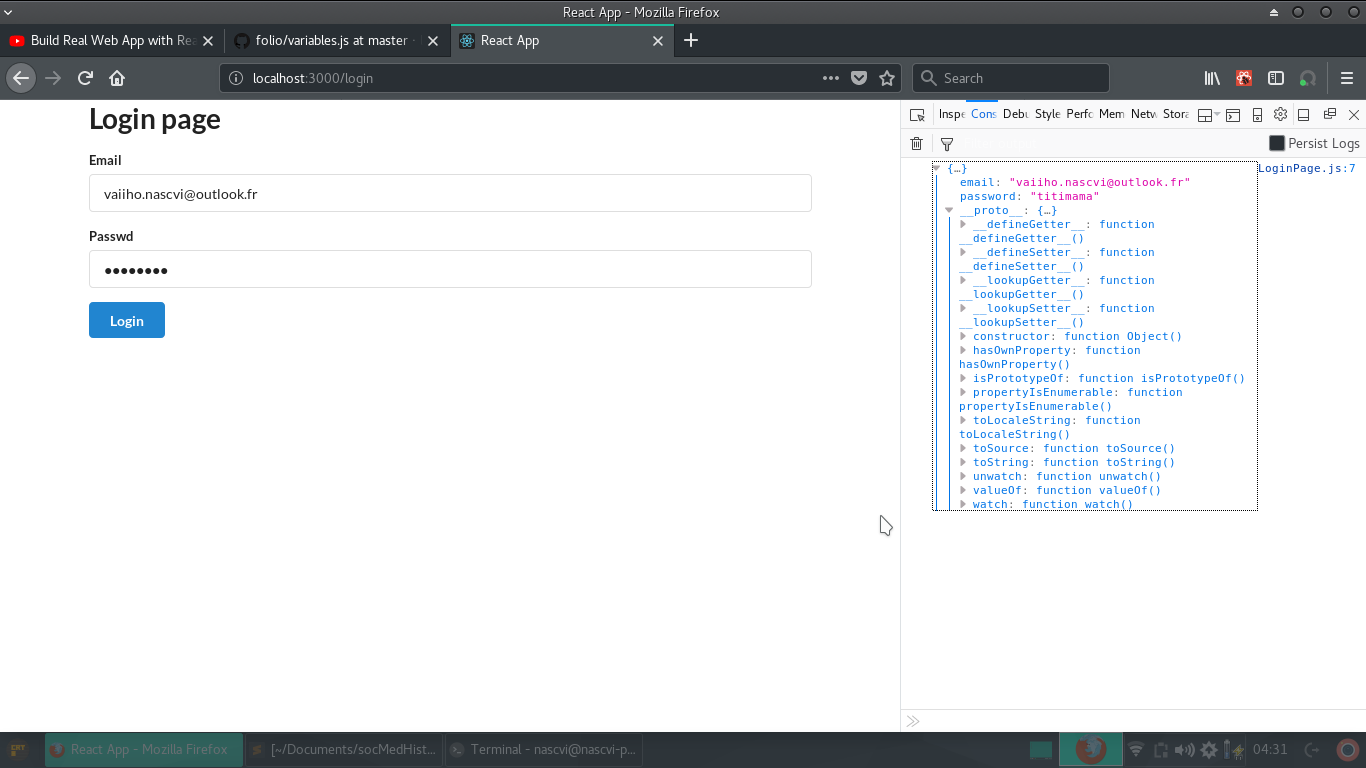 React App - Mozilla Firefox
Build Real Web App with Rea
folio/variables.js at master ·
React App
localhost:3000/login
Search
Login page
Email
vaiiho.nascvi@outlook.fr
Passwd
●●●●●●●●
Login
Inspe Cons Debu Style Perfo Mem Netw Stora
Persist Logs
{…} LoginPage.js:7
email: "vaiiho.nascvi@outlook.fr"
password: "titimama"
__proto__: {…}
__defineGetter__: function
__defineGetter__()
__defineSetter__: function
__defineSetter__()
__lookupGetter__: function
__lookupGetter__()
__lookupSetter__: function
__lookupSetter__()
constructor: function Object()
hasOwnProperty: function
hasOwnProperty()
isPrototypeOf: function isPrototypeOf()
propertyIsEnumerable: function
propertyIsEnumerable()
toLocaleString: function
toLocaleString()
toSource: function toSource()
toString: function toString()
unwatch: function unwatch()
valueOf: function valueOf()
watch: function watch()
React App - Mozilla Firefox
[~/Documents/socMedHist...
Terminal - nascvi@nascvi-p...
04:31